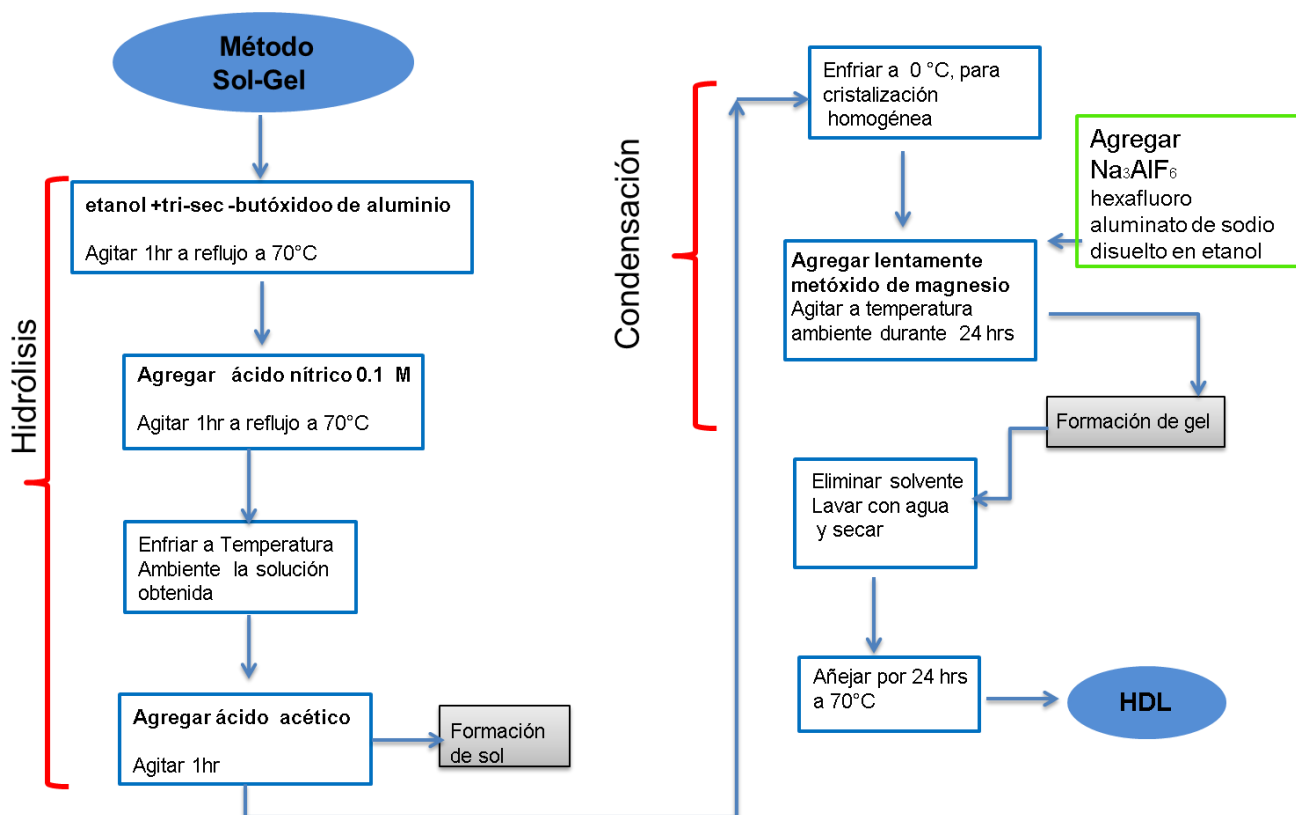 Método
Sol-Gel
Hidrólisis
etanol +tri-sec -butóxidoo de aluminio
Agitar 1hr a reflujo a 70°C
Agregar ácido nítrico 0.1 M
Agitar 1hr a reflujo a 70°C
Enfriar a Temperatura
Ambiente la solución
obtenida
Agregar ácido acético
Agitar 1hr
Formación
de sol
Condensación
Enfriar a 0 °C, para
cristalización
homogénea
Agregar
Na₃AlF₆
hexafluoro
aluminato de sodio
disuelto en etanol
Agregar lentamente
metóxido de magnesio
Agitar a temperatura
ambiente durante 24 hrs
Formación de gel
Eliminar solvente
Lavar con agua
y secar
Añejar por 24 hrs
a 70°C
HDL